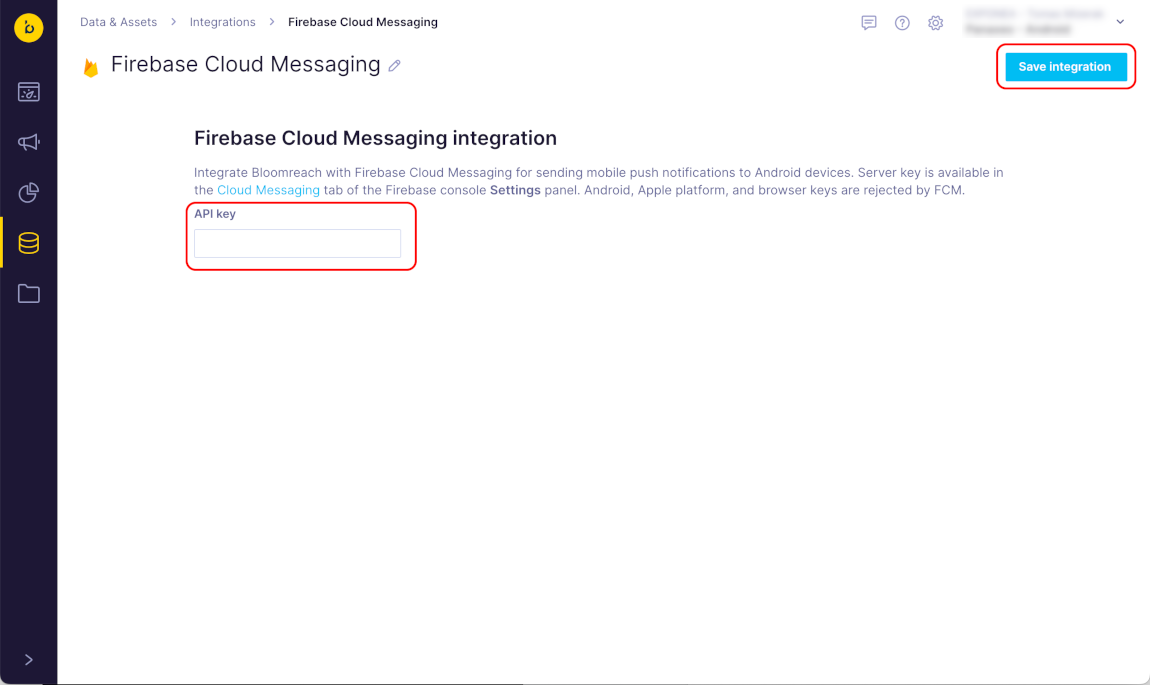 Data & Assets > Integrations > Firebase Cloud Messaging
Firebase Cloud Messaging
Save integration
Firebase Cloud Messaging integration
Integrate Bloomreach with Firebase Cloud Messaging for sending mobile push notifications to Android devices. Server key is available in
the Cloud Messaging tab of the Firebase console Settings panel. Android, Apple platform, and browser keys are rejected by FCM.
API key